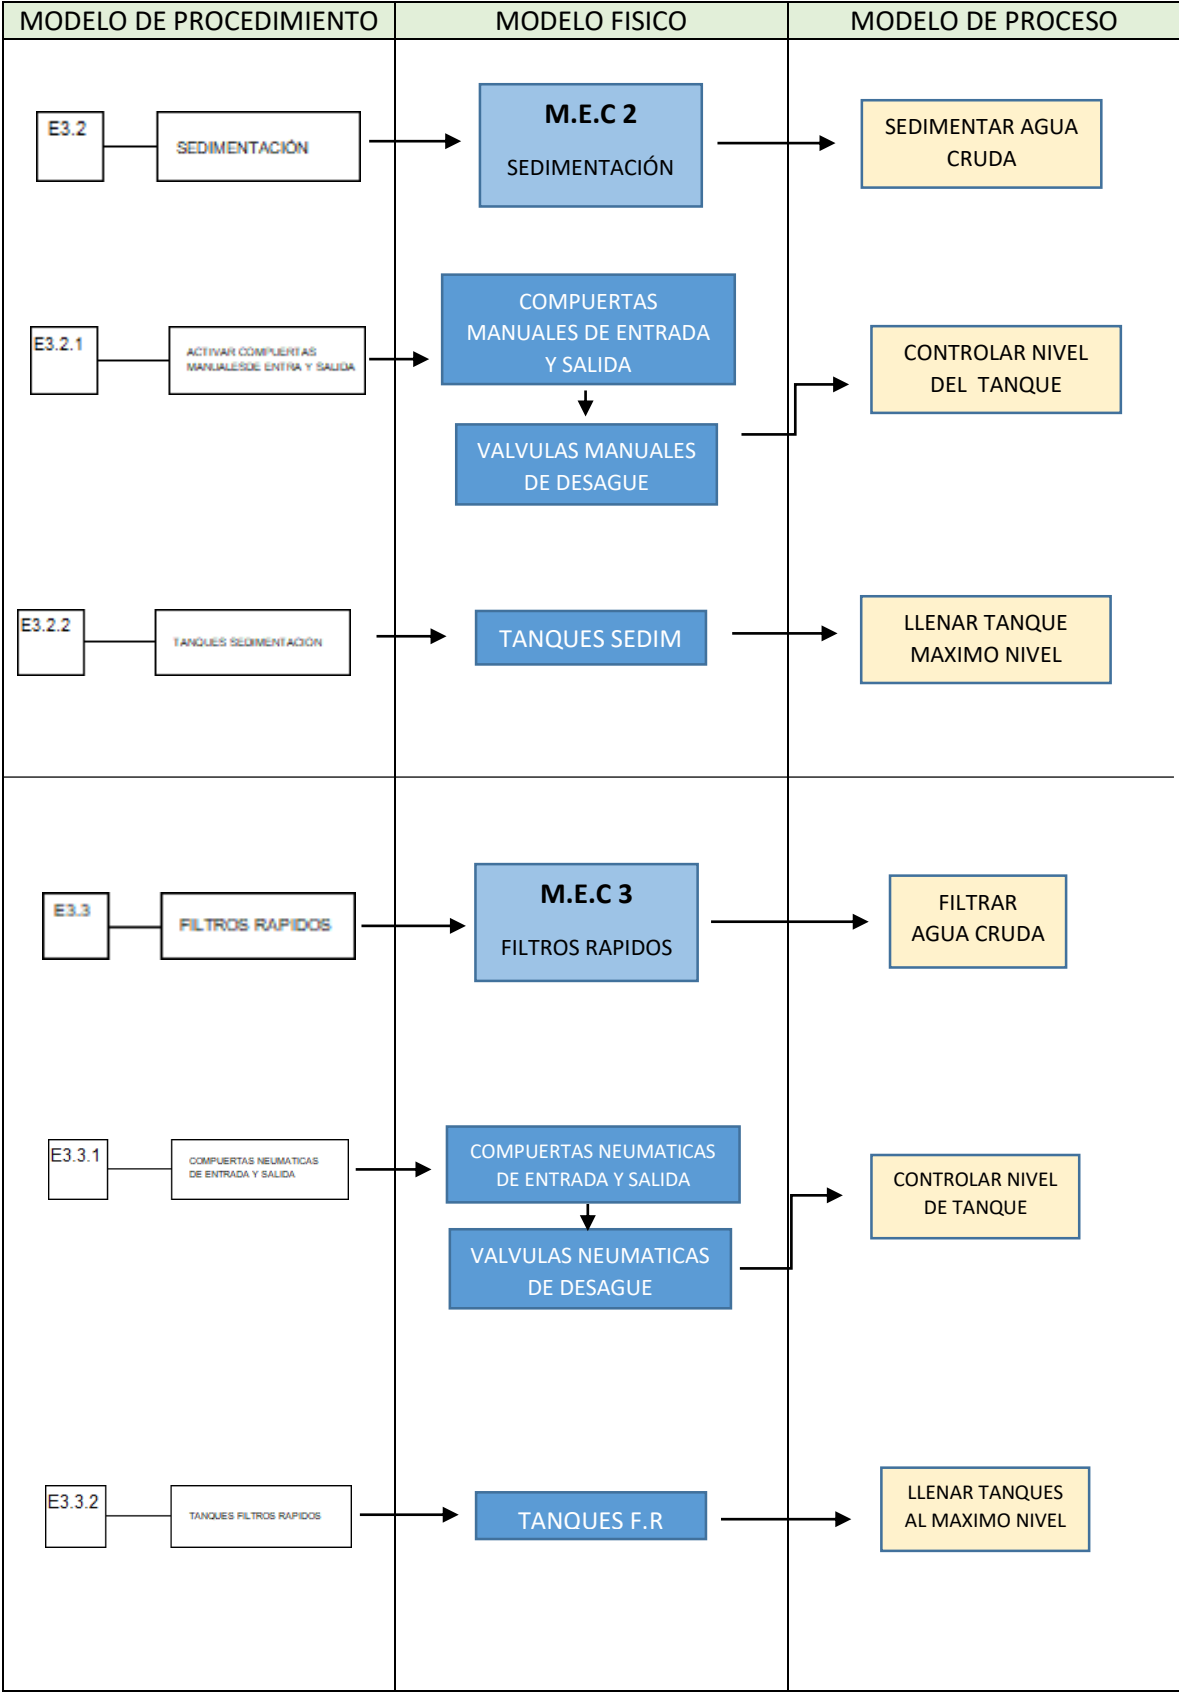 MODELO DE PROCEDIMIENTO
MODELO FISICO
MODELO DE PROCESO
E3.2
SEDIMENTACIÓN
M.E.C 2
SEDIMENTACIÓN
SEDIMENTAR AGUA
CRUDA
E3.2.1
ACTIVAR COMPUERTAS
MANUALESDE ENTRA Y SALIDA
COMPUERTAS
MANUALES DE ENTRADA
Y SALIDA
VALVULAS MANUALES
DE DESAGUE
CONTROLAR NIVEL
DEL TANQUE
E3.2.2
TANQUES SEDIMENTACIÓN
TANQUES SEDIM
LLENAR TANQUE
MAXIMO NIVEL
E3.3
FILTROS RAPIDOS
M.E.C 3
FILTROS RAPIDOS
FILTRAR
AGUA CRUDA
E3.3.1
COMPUERTAS NEUMATICAS
DE ENTRADA Y SALIDA
COMPUERTAS NEUMATICAS
DE ENTRADA Y SALIDA
VALVULAS NEUMATICAS
DE DESAGUE
CONTROLAR NIVEL
DE TANQUE
E3.3.2
TANQUES FILTROS RAPIDOS
TANQUES F.R
LLENAR TANQUES
AL MAXIMO NIVEL